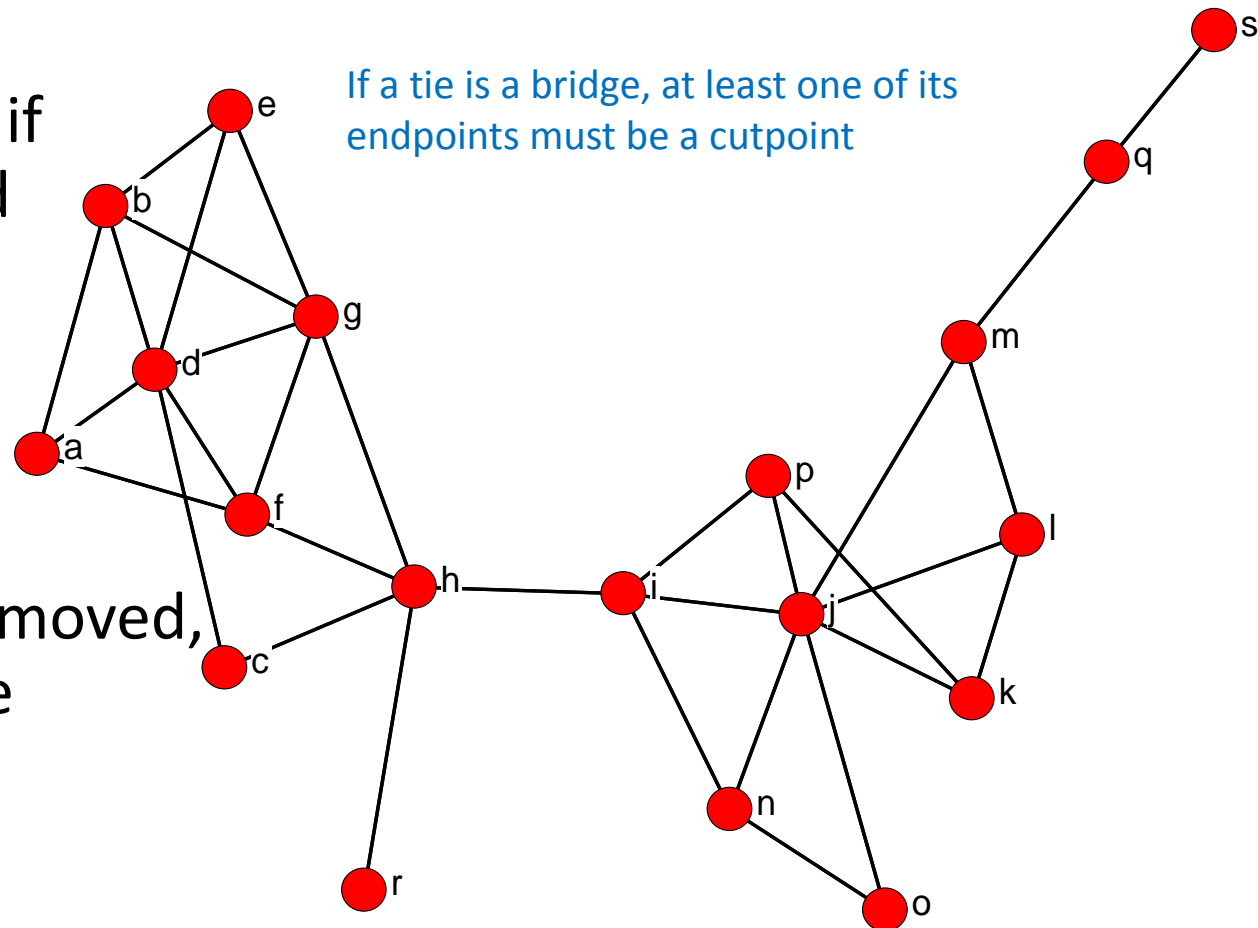 s
If a tie is a bridge, at least one of its
endpoints must be a cutpoint
if
e
q
d
b
g
m
d
a
p
f
l
h
i
j
moved,
c
e
k
n
r
o